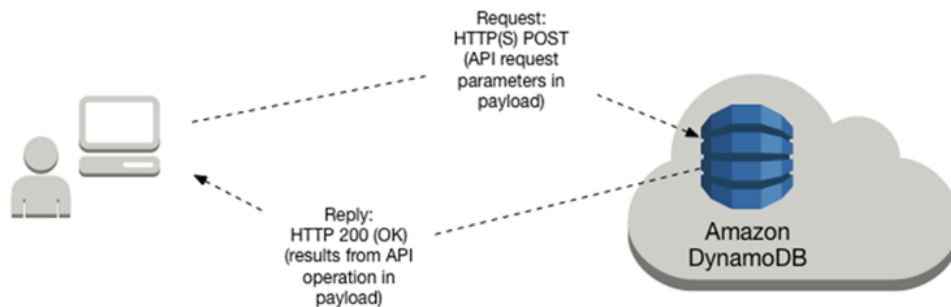 Request:
HTTP(S) POST
(API request
parameters in
payload)
Reply:
HTTP 200 (OK)
(results from API
operation in
payload)
Amazon
DynamoDB